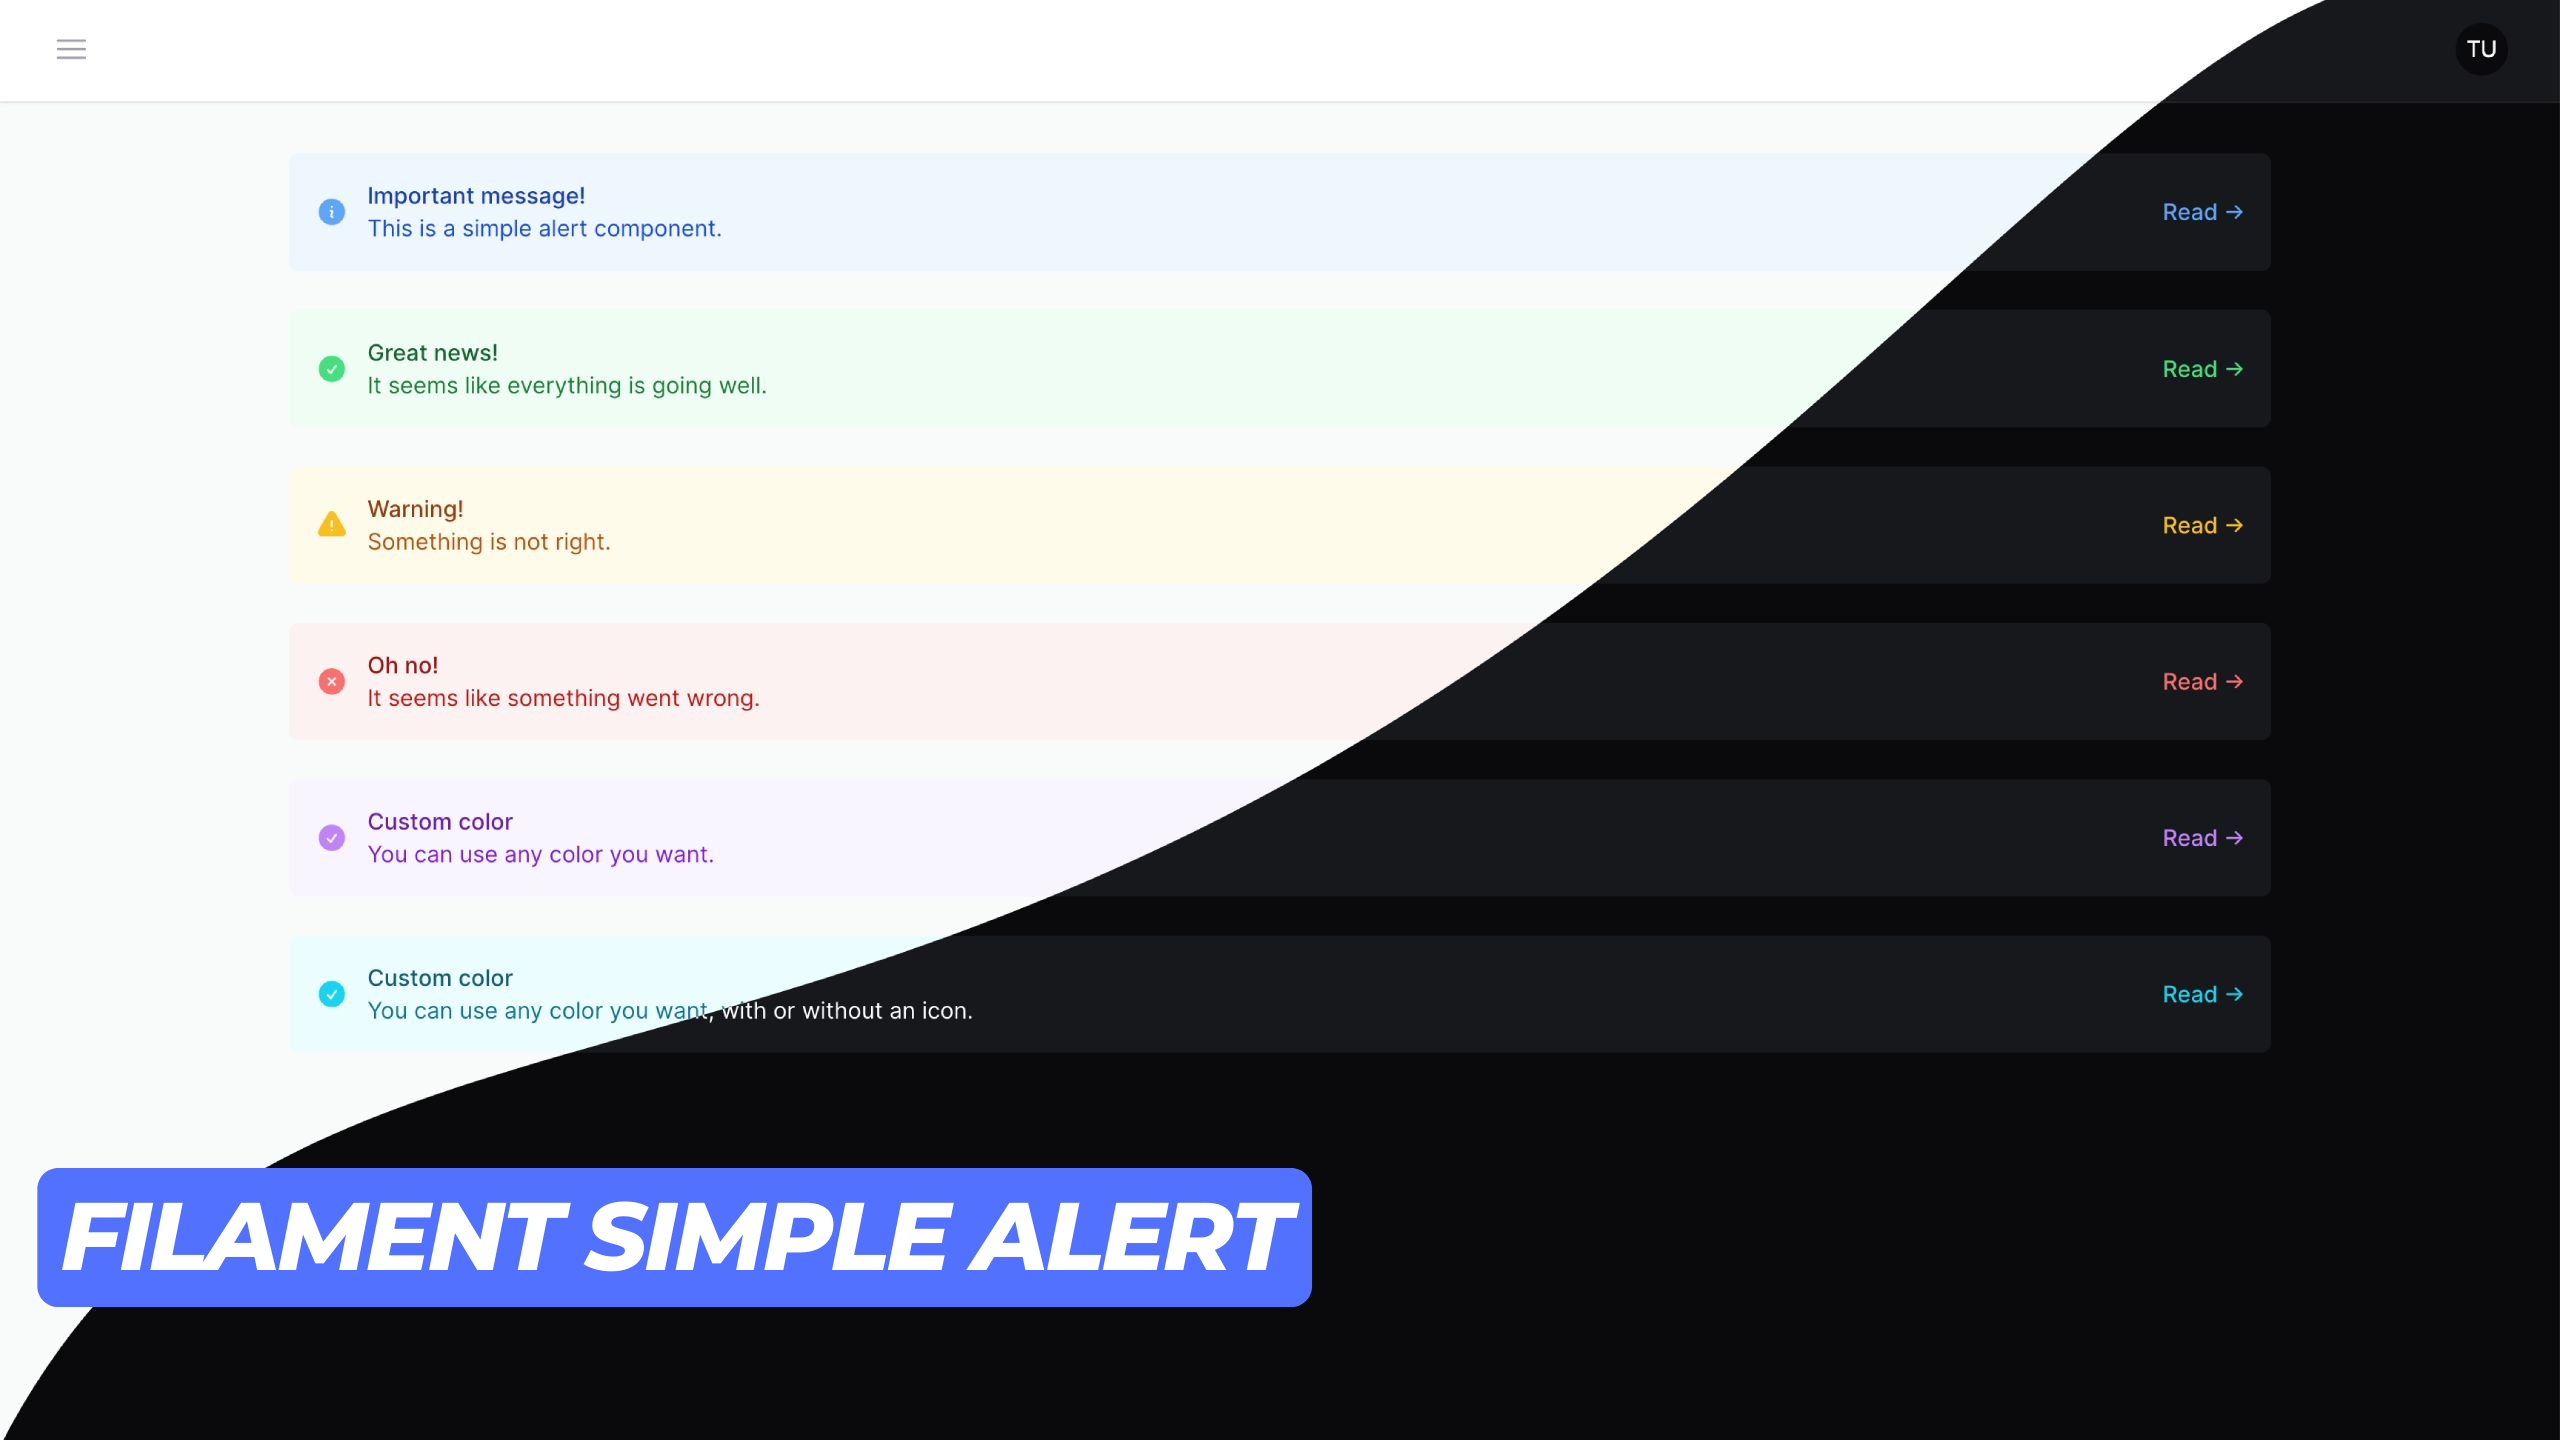 TU
Important message!
This is a simple alert component.
Read →
Great news!
It seems like everything is going well.
Read →
Warning!
Something is not right.
Read →
Oh no!
It seems like something went wrong.
Read →
Custom color
You can use any color you want.
Read →
Custom color
You can use any color you want, with or without an icon.
Read →
FILAMENT SIMPLE ALERT